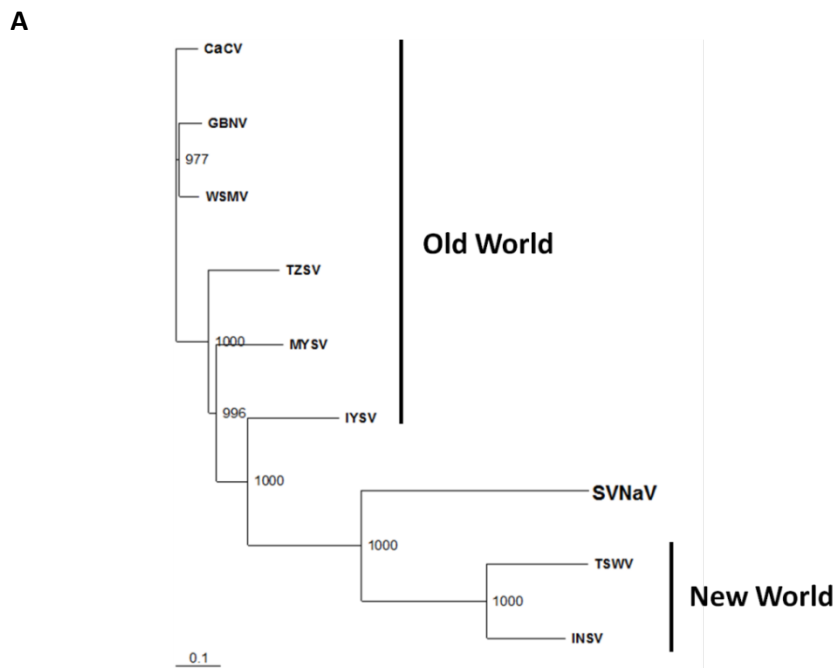 A
CaCV
GBNV
977
WSMV
Old World
TZSV
1000
MYSV
996
IYSV
1000
SVNaV
1000
TSWV
1000
New World
INSV
0.1